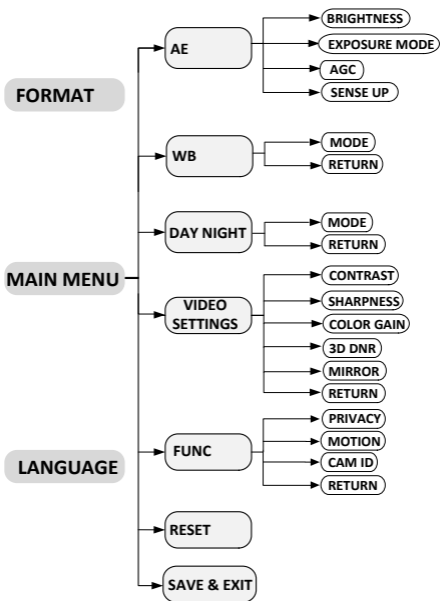 FORMAT
MAIN MENU
LANGUAGE
AE
BRIGHTNESS
EXPOSURE MODE
AGC
SENSE UP
WB
MODE
RETURN
DAY NIGHT
MODE
RETURN
VIDEO
SETTINGS
CONTRAST
SHARPNESS
COLOR GAIN
3D DNR
MIRROR
RETURN
FUNC
PRIVACY
MOTION
CAM ID
RETURN
RESET
SAVE & EXIT